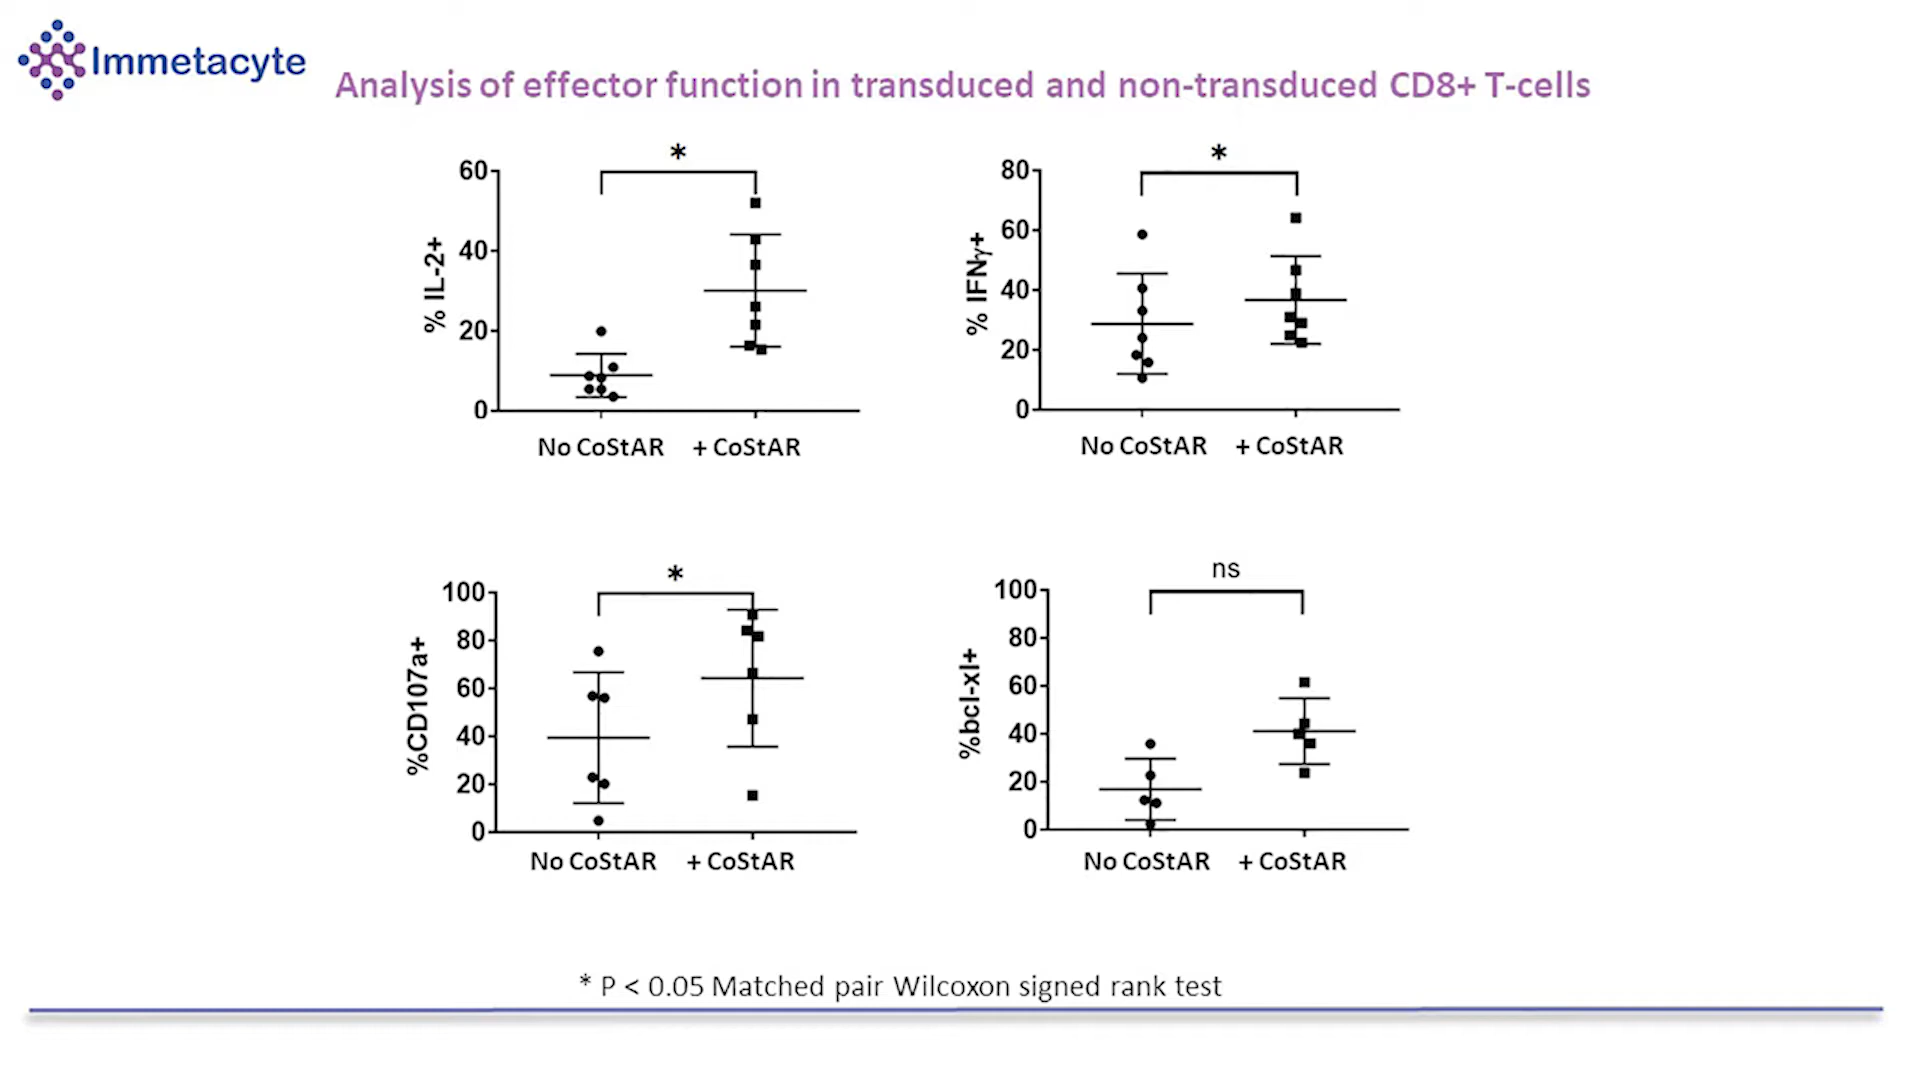 Immetacyte
Analysis of effector function in transduced and non-transduced CD8+ T-cells
*
60
40
20
0
% IL-2+
No CoStAR + CoStAR
*
80
60
40
20
0
% IFNγ+
No CoStAR + CoStAR
*
100
80
60
40
20
0
%CD107a+
No CoStAR + CoStAR
ns
100
80
60
40
20
0
%bcl-xl+
No CoStAR + CoStAR
* P < 0.05 Matched pair Wilcoxon signed rank test